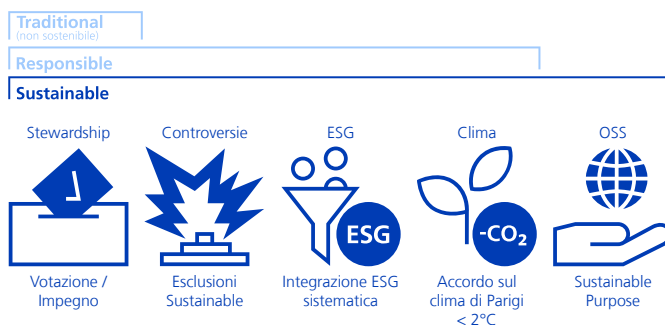 Traditional
(non sostenibile)
Responsible
Sustainable
Stewardship
Controversie
ESG
Clima
OSS
ESG
-CO₂
Votazione /
Impegno
Esclusioni
Sustainable
Integrazione ESG
sistematica
Accordo sul
clima di Parigi
< 2°C
Sustainable
Purpose